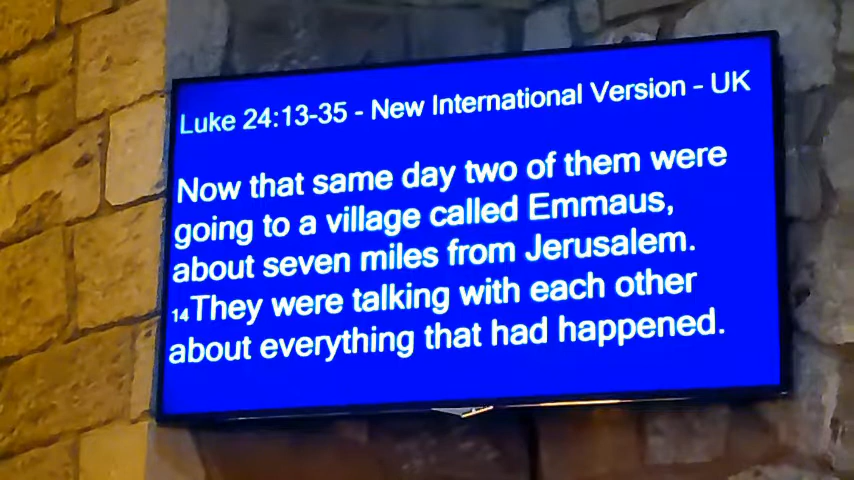 Luke 24:13-35 - New International Version - UK
Now that same day two of them were
going to a village called Emmaus,
about seven miles from Jerusalem.
14They were talking with each other
about everything that had happened.